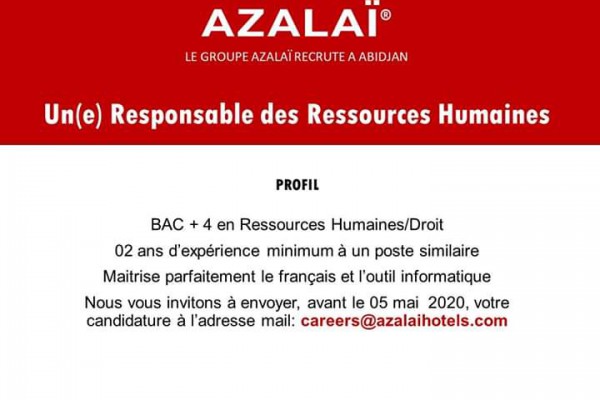 AZALAÏ®
LE GROUPE AZALAÏ RECRUTE A ABIDJAN
Un(e) Responsable des Ressources Humaines
PROFIL
BAC + 4 en Ressources Humaines/Droit
02 ans d'expérience minimum à un poste similaire
Maitrise parfaitement le français et l'outil informatique
Nous vous invitons à envoyer, avant le 05 mai 2020, votre
candidature à l'adresse mail: careers@azalaihotels.com